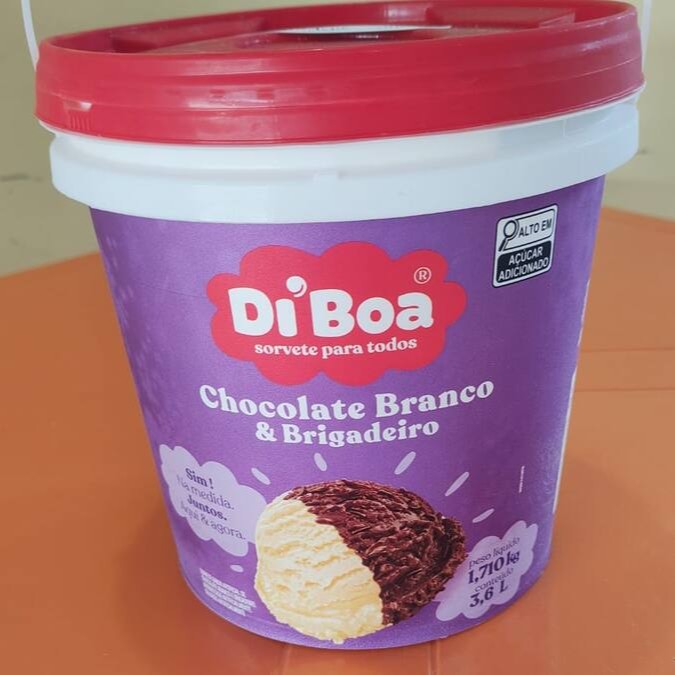 ALTO EM
AÇÚCAR
ADICIONADO
Di Boa ®
sorvete para todos
Chocolate Branco
& Brigadeiro
Sim!
Na medida.
Juntos.
Aqui & agora.
peso líquido
1,710 kg
conteúdo
3,6 L